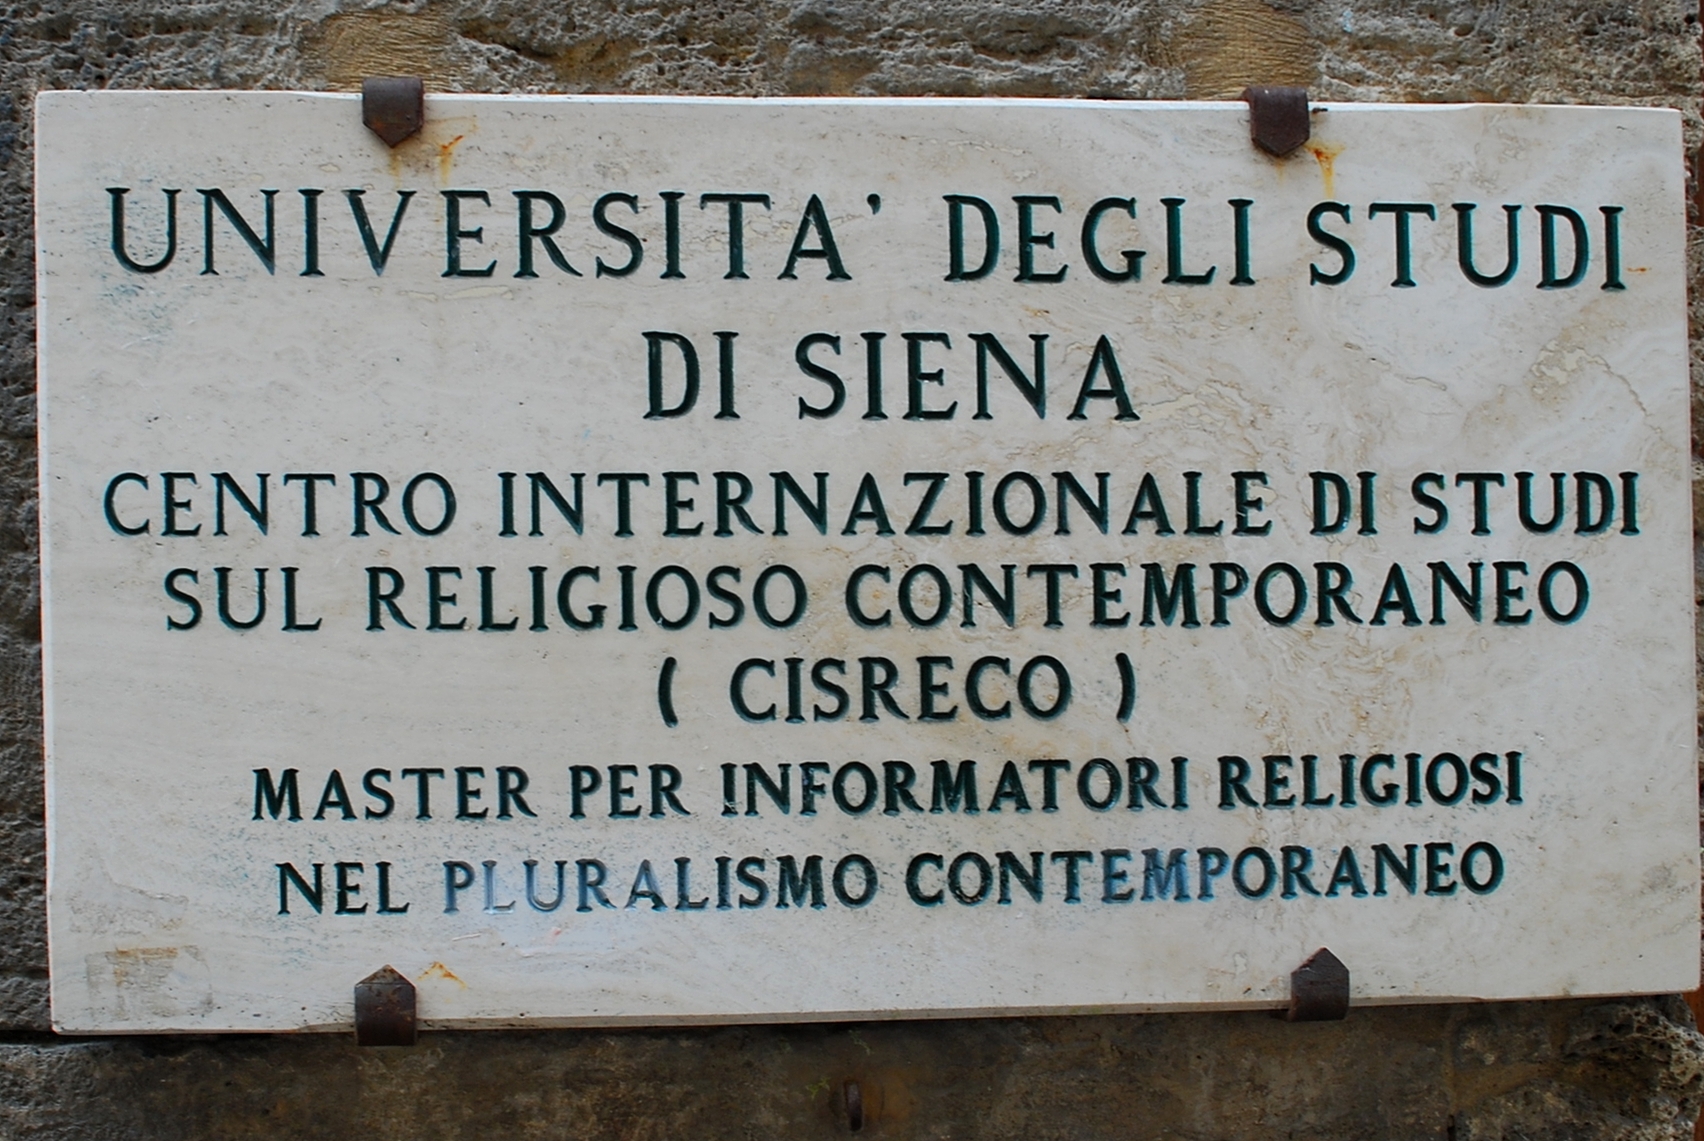 UNIVERSITA' DEGLI STUDI
DI SIENA
CENTRO INTERNAZIONALE DI STUDI
SUL RELIGIOSO CONTEMPORANEO
( CISRECO )
MASTER PER INFORMATORI RELIGIOSI
NEL PLURALISMO CONTEMPORANEO